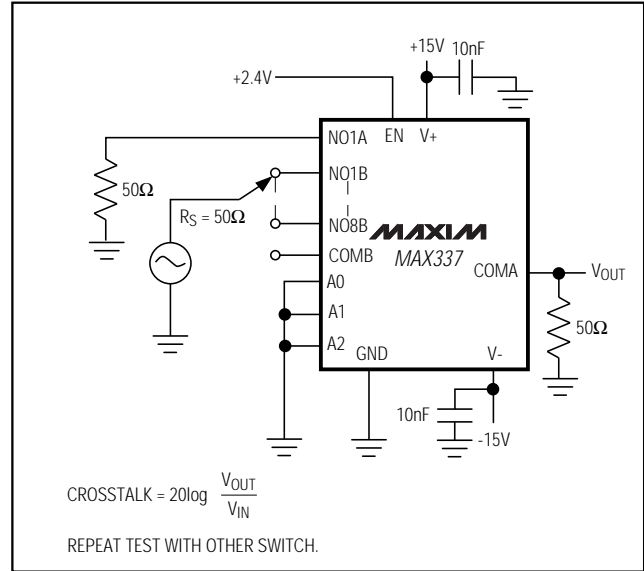 +15V
10nF
+2.4V
EN
V+
NO1A
50Ω
NO1B
RS = 50Ω
NO8B
MAXIM
COMB
MAX337
COMA
VOUT
A0
A1
50Ω
A2
GND
V-
10nF
-15V
CROSSTALK = 20log VOUT
VIN
REPEAT TEST WITH OTHER SWITCH.